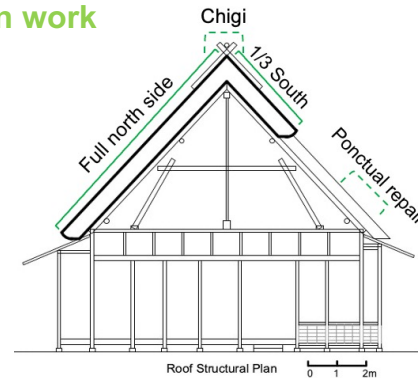 work
Chigi
Full north side
1/3 South
Ponctual repair
Roof Structural Plan
0 1 2m